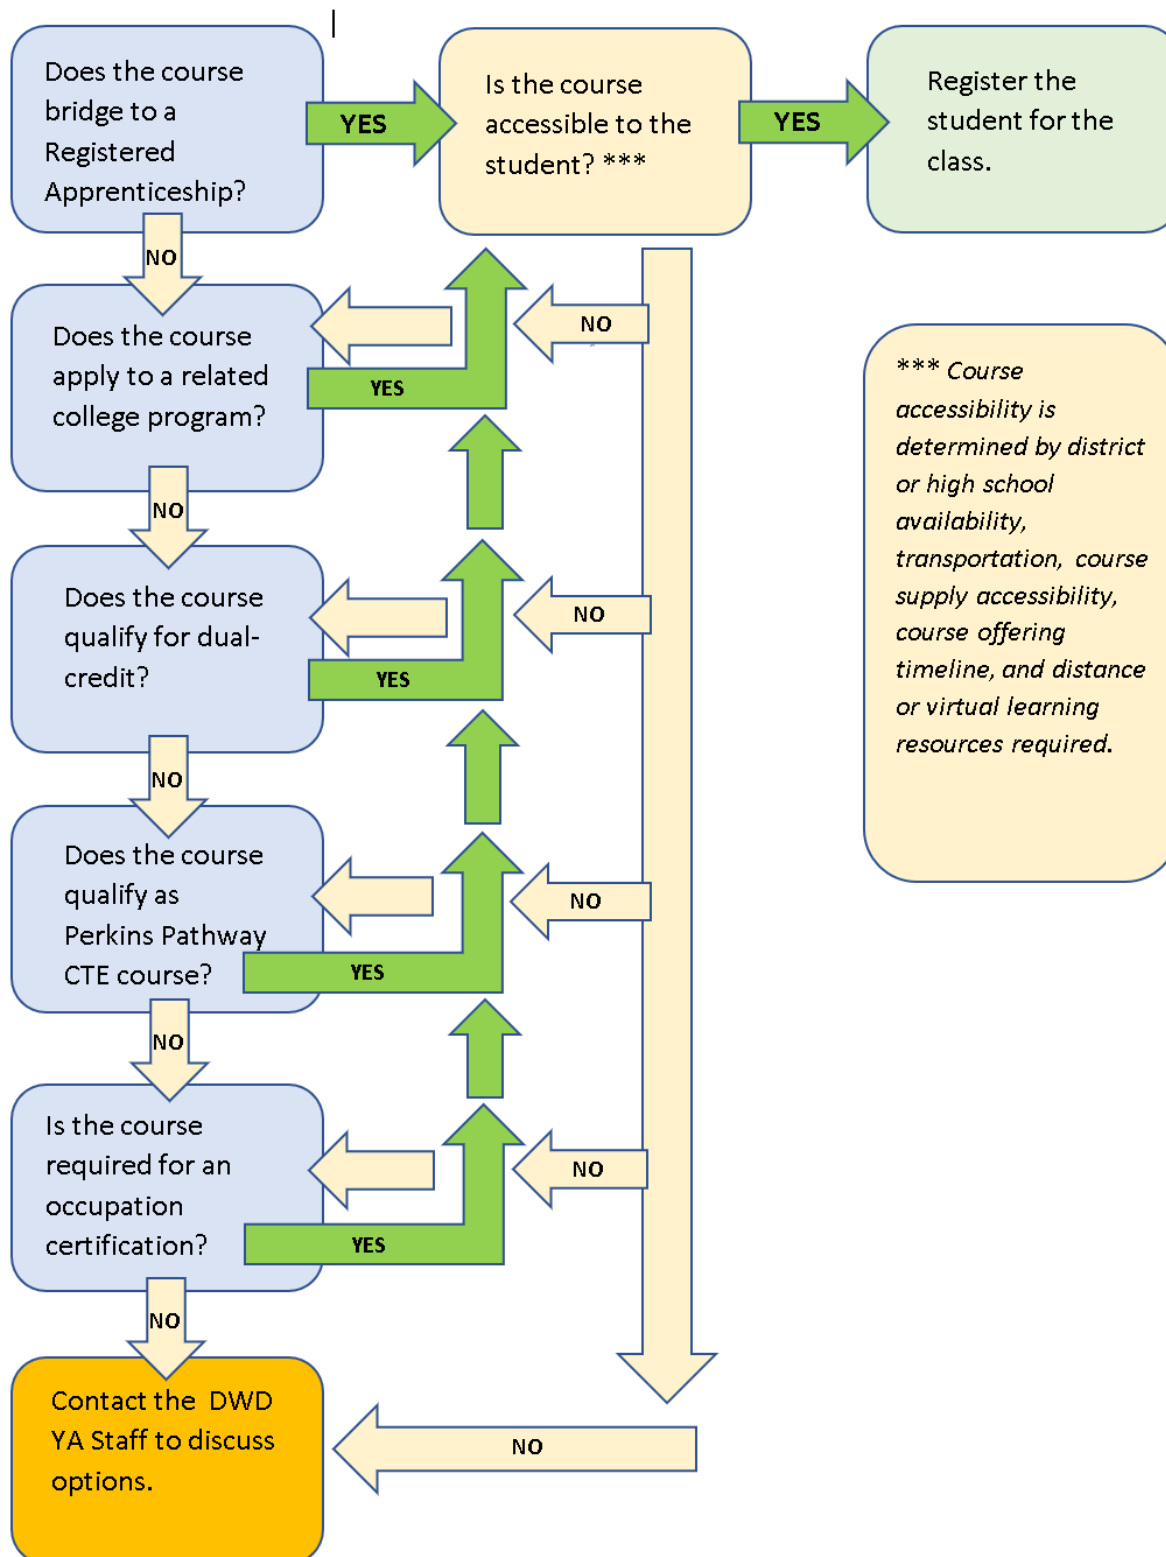 Does the course
bridge to a
Registered
Apprenticeship?
YES
Is the course
accessible to the
student? ***
YES
Register the
student for the
class.
NO
Does the course
apply to a related
college program?
YES
NO
*** Course
accessibility is
determined by district
or high school
availability,
transportation, course
supply accessibility,
course offering
timeline, and distance
or virtual learning
resources required.
NO
Does the course
qualify for dual-
credit?
YES
NO
NO
Does the course
qualify as
Perkins Pathway
CTE course?
YES
NO
NO
Is the course
required for an
occupation
certification?
YES
NO
NO
Contact the DWD
YA Staff to discuss
options.
NO